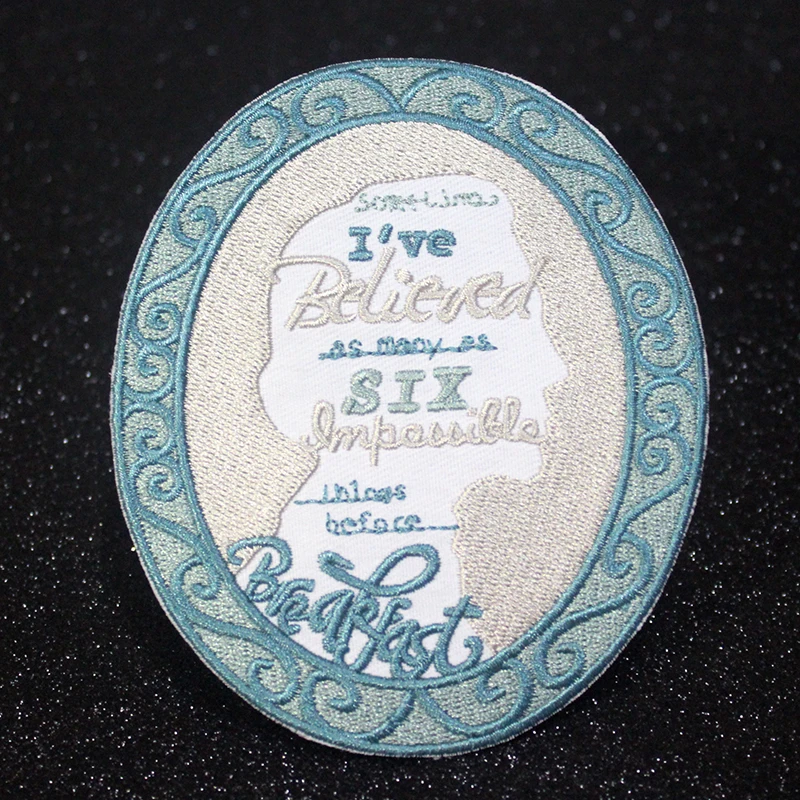 Sometimes
I've
Believed
as many as
SIX
Impossible
things
before
Breakfast